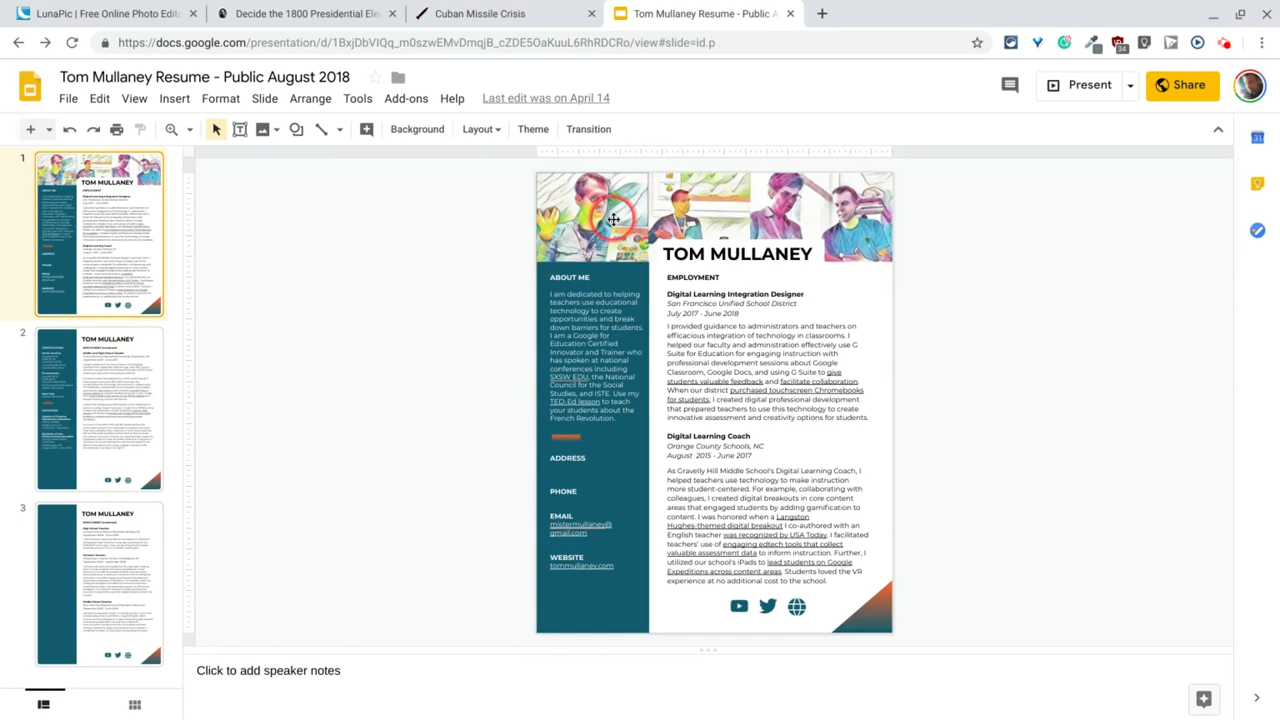 LunaPic | Free Online Photo Edito
Decide the 1800 Presidential Ele
Cuban Missile Crisis
Tom Mullaney Resume - Public A
https://docs.google.com/presentation/d/1BxjDbVIQq_m0szwEMvDmqjB_cZDE5OaKuuL6RhRDCRo/view#slide=id.p
34
Tom Mullaney Resume - Public August 2018
File Edit View Insert Format Slide Arrange Tools Add-ons Help Last edit was on April 14
Present
Share
Background Layout Theme Transition
31
1
TOM MULLANEY
2
TOM MULLANEY
3
TOM MULLANEY
TOM MULLANEY
ABOUT ME
I am dedicated to helping
teachers use educational
technology to create
opportunities and break
down barriers for students.
I am a Google for
Education Certified
Innovator and Trainer who
has spoken at national
conferences including
SXSW EDU, the National
Council for the Social
Studies, and ISTE. Use my
TED-Ed lesson to teach
your students about the
French Revolution.
ADDRESS
PHONE
EMAIL
mistermullaney@
gmail.com
WEBSITE
tommullaney.com
EMPLOYMENT
Digital Learning Integration Designer
San Francisco Unified School District
July 2017 - June 2018
I provided guidance to administrators and teachers on
efficacious integration of technology in classrooms. I
helped our faculty and administration effectively use G
Suite for Education for engaging instruction with
professional development sessions about Google
Classroom, Google Docs, and using G Suite to give
students valuable feedback and facilitate collaboration.
When our district purchased touchscreen Chromebooks
for students, I created digital professional development
that prepared teachers to use this technology to create
innovative assessment and creativity options for students.
Digital Learning Coach
Orange County Schools, NC
August 2015 - June 2017
As Gravelly Hill Middle School's Digital Learning Coach, I
helped teachers use technology to make instruction
more student-centered. For example, collaborating with
colleagues, I created digital breakouts in core content
areas that engaged students by adding gamification to
content. I was honored when a Langston
Hughes-themed digital breakout I co-authored with an
English teacher was recognized by USA Today. I facilitated
teachers' use of engaging edtech tools that collect
valuable assessment data to inform instruction. Further, I
utilized our school's iPads to lead students on Google
Expeditions across content areas. Students loved the VR
experience at no additional cost to the school.
Click to add speaker notes